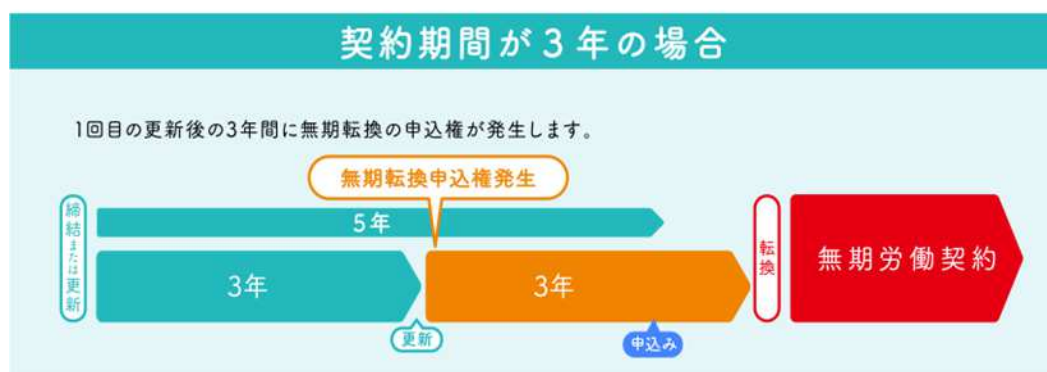 契約期間が3年の場合
1回目の更新後の3年間に無期転換の申込権が発生します。
無期転換申込権発生
締結または更新
5年
3年
3年
転換
無期労働契約
更新
申込み